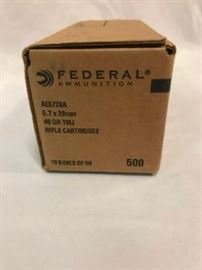 FEDERAL
AMMUNITION
AE5728A
5.7 x 28mm
40 GR TMJ
RIFLE CARTRIDGES
10 BOXES OF 50
500